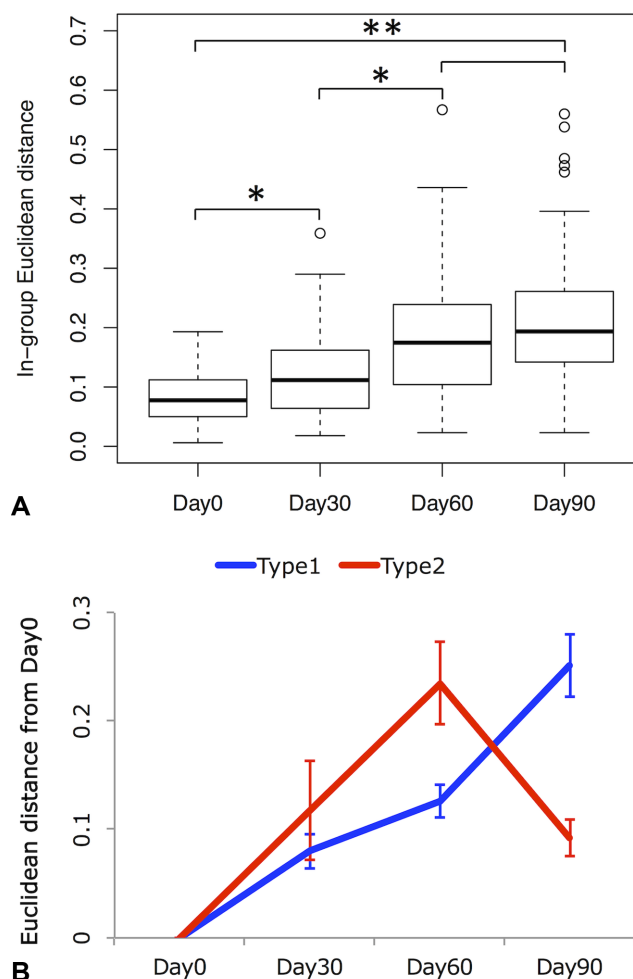 0.7
0.6
0.5
0.4
0.3
0.2
0.1
0.0
In-group Euclidean distance
**
*
*
Day0 Day30 Day60 Day90
A
Type1 Type2
0.3
0.2
0.1
0
Euclidean distance from Day0
Day0 Day30 Day60 Day90
B